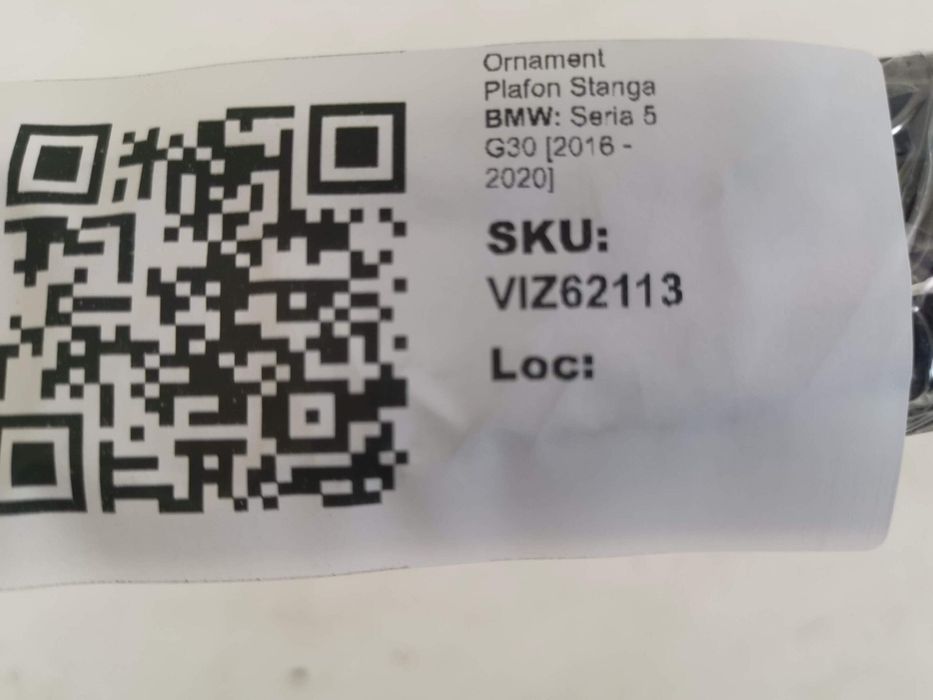 Ornament
Plafon Stanga
BMW: Seria 5
G30 [2016 -
2020]
SKU:
VIZ62113
Loc: